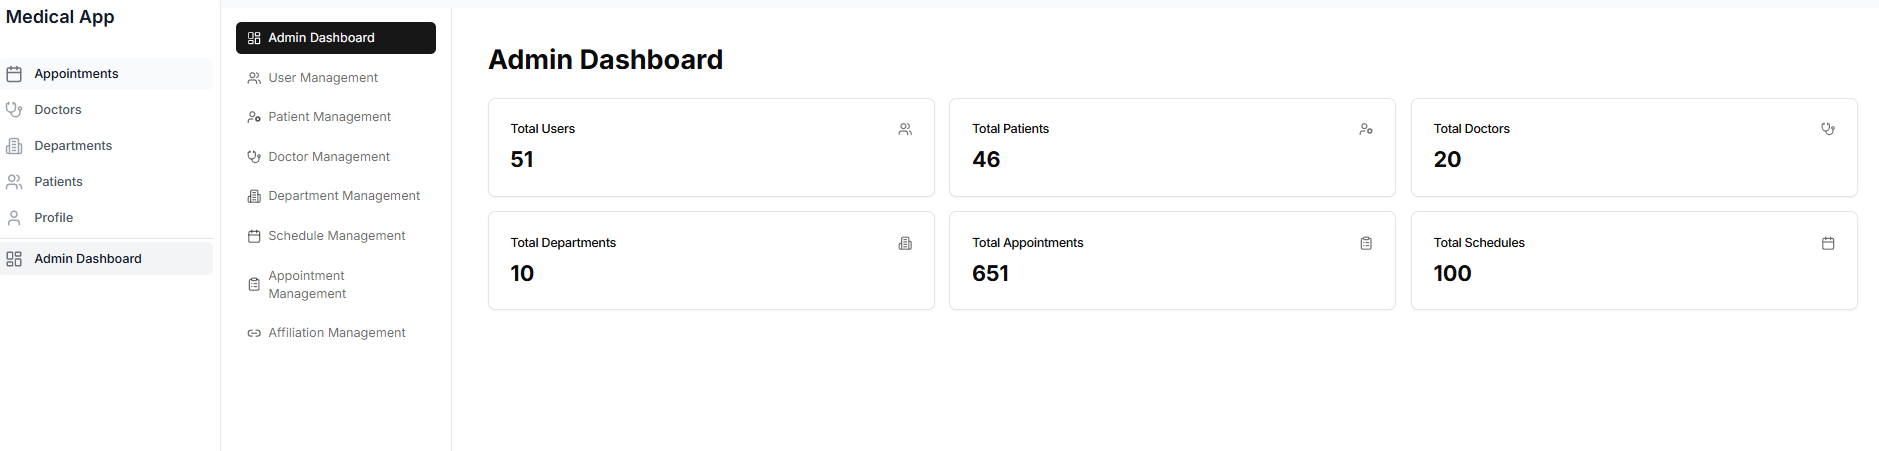 Medical App
Appointments
Doctors
Departments
Patients
Profile
Admin Dashboard
Admin Dashboard
User Management
Patient Management
Doctor Management
Department Management
Schedule Management
Appointment
Management
Affiliation Management
Admin Dashboard
Total Users
51
Total Patients
46
Total Doctors
20
Total Departments
10
Total Appointments
651
Total Schedules
100